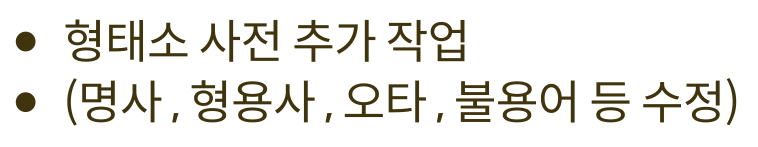 • 형태소 사전 추가 작업
• (명사 , 형용사 , 오타 , 불용어 등 수정)